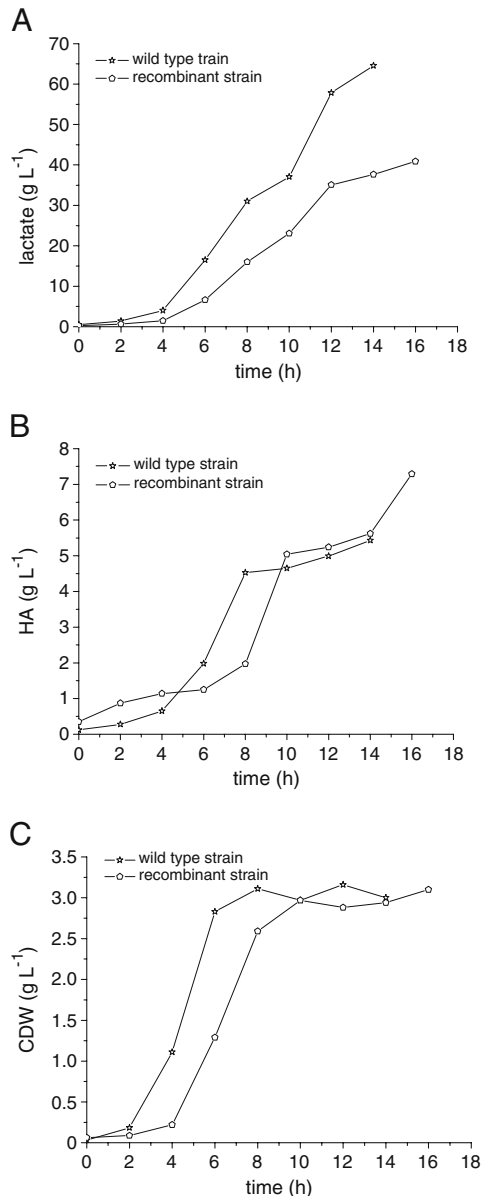 A
70
60
50
40
30
20
10
0
lactate (g L⁻¹)
wild type train
recombinant strain
0 2 4 6 8 10 12 14 16 18
time (h)
B
8
7
6
5
4
3
2
1
0
HA (g L⁻¹)
wild type strain
recombinant strain
0 2 4 6 8 10 12 14 16 18
time (h)
C
3.5
3.0
2.5
2.0
1.5
1.0
0.5
0
CDW (g L⁻¹)
wild type strain
recombinant strain
0 2 4 6 8 10 12 14 16 18
time (h)